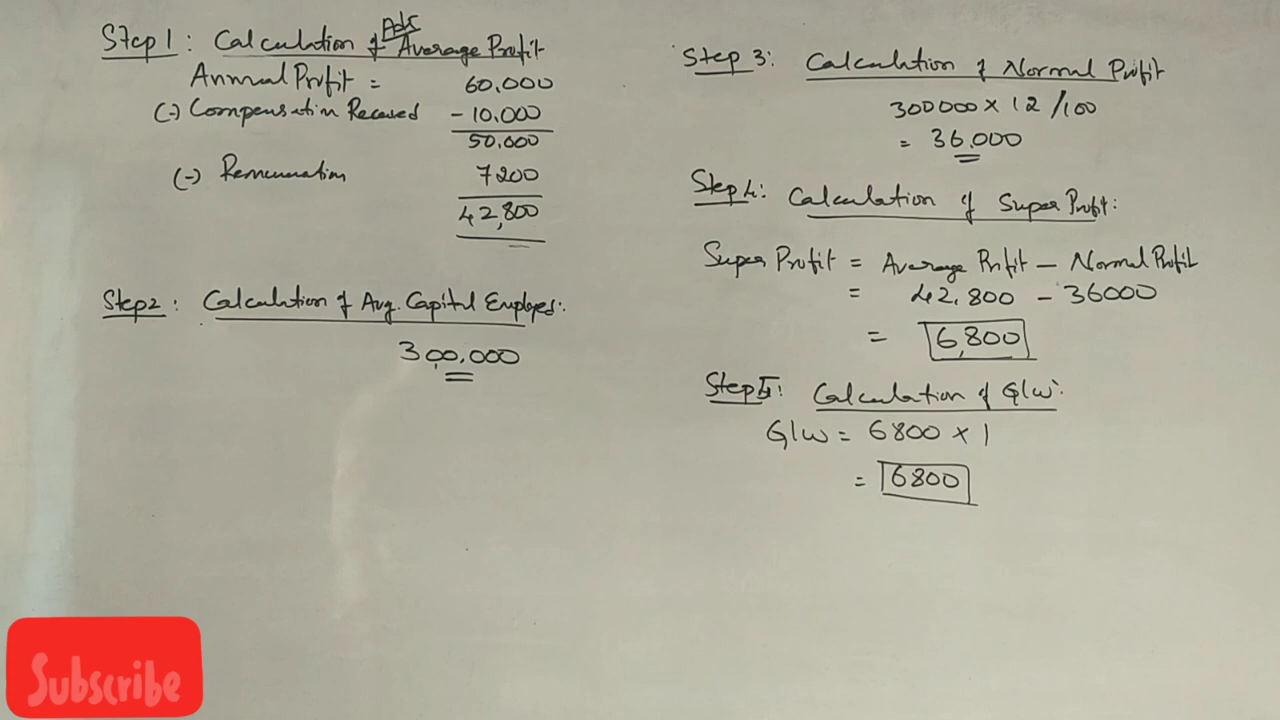 Step 1 : Calculation of Adj Average Profit
Annual Profit = 60,000
(-) Compensation Received - 10,000
50,000
(-) Remuneration 7200
42,800
Step 2 : Calculation of Avg. Capital Employed:
300,000
Step 3: Calculation of Normal Profit
300000 x 12 /100
= 36,000
Step 4: Calculation of Super Profit:
Super Profit = Average Profit - Normal Profit
= 42,800 - 36000
= 6,800
Step 5: Calculation of G/w:
G/w = 6800 x 1
= 6800
Subscribe